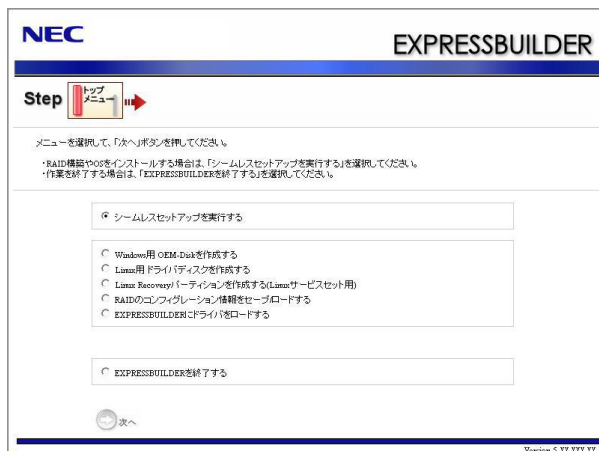 NEC
EXPRESSBUILDER
Step
トップ
メニュー
メニューを選択して、「次へ」ボタンを押してください。
・RAID構築やOSをインストールする場合は、「シームレスセットアップを実行する」を選択してください。
・作業を終了する場合は、「EXPRESSBUILDERを終了する」を選択してください。
シームレスセットアップを実行する
Windows用 OEM-Diskを作成する
Linux用 ドライバディスクを作成する
Linux Recoveryパーティションを作成する(Linuxサービスセット用)
RAIDのコンフィグレーション情報をセーブ/ロードする
EXPRESSBUILDERにドライバをロードする
EXPRESSBUILDERを終了する
次へ
Version 5.YY.YYY.YY